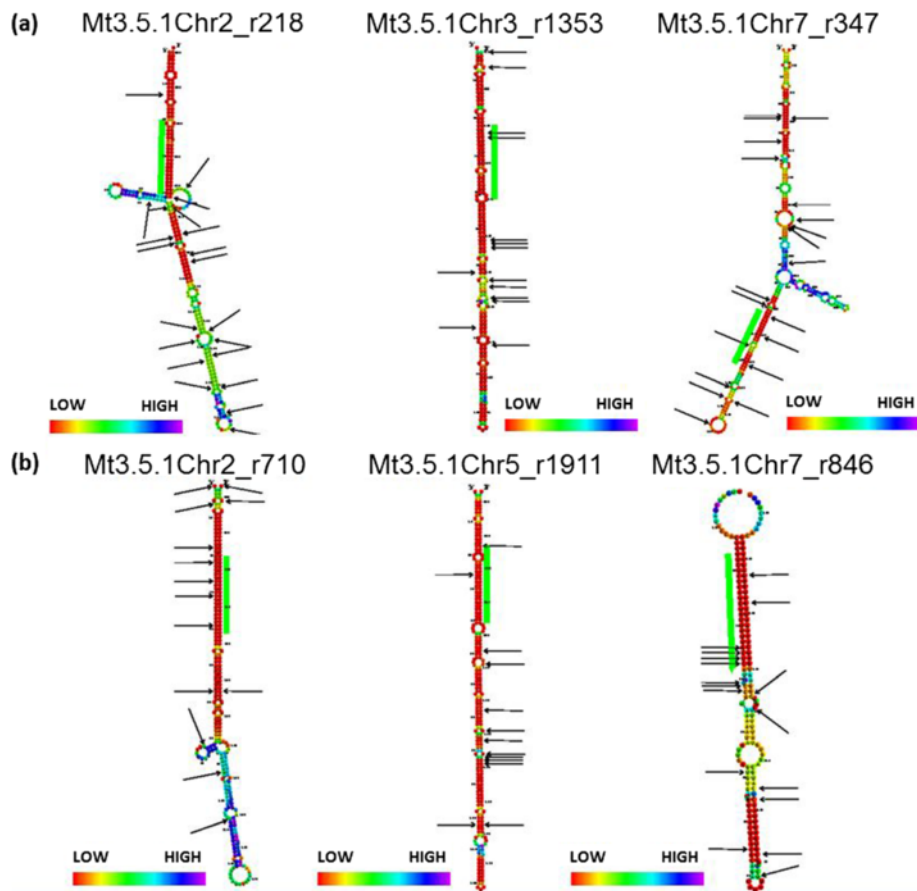 (a) Mt3.5.1Chr2_r218 Mt3.5.1Chr3_r1353 Mt3.5.1Chr7_r347
LOW HIGH LOW HIGH LOW HIGH
(b) Mt3.5.1Chr2_r710 Mt3.5.1Chr5_r1911 Mt3.5.1Chr7_r846
LOW HIGH LOW HIGH LOW HIGH